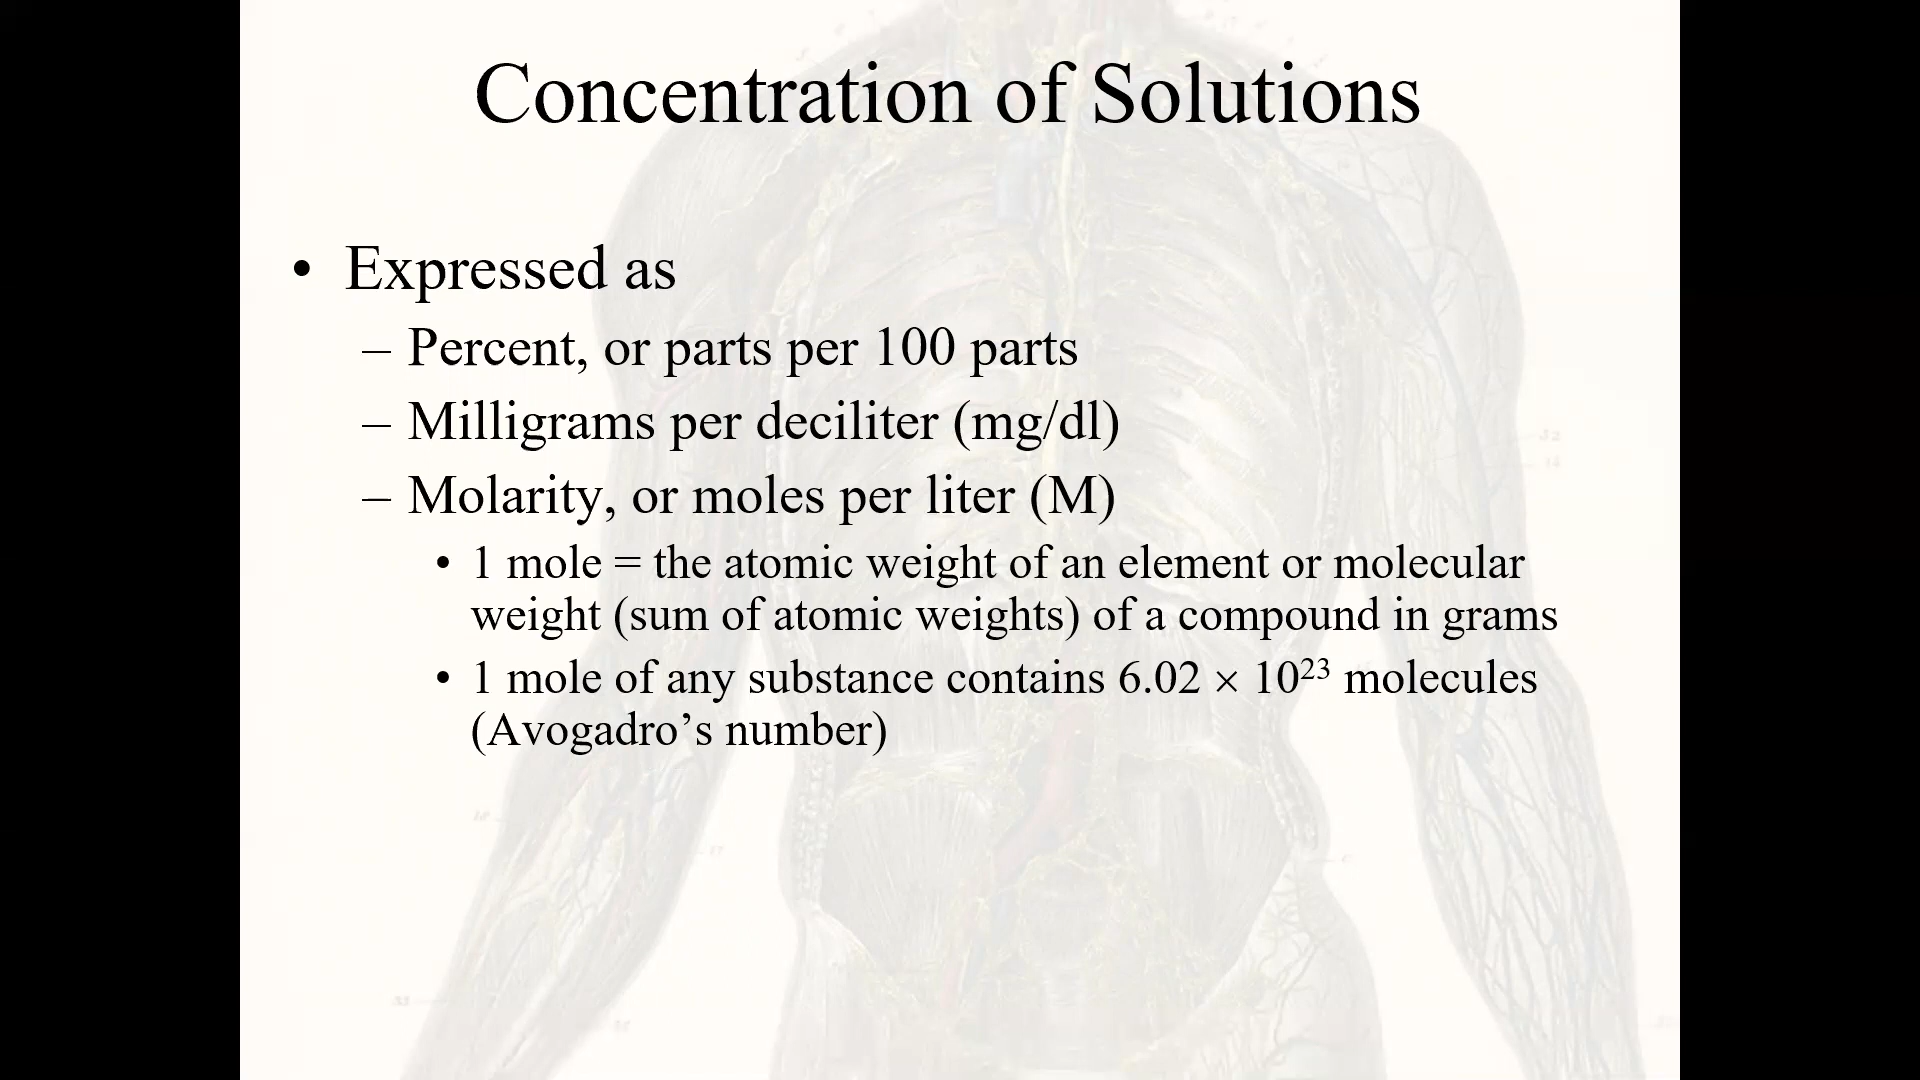 Concentration of Solutions
• Expressed as
– Percent, or parts per 100 parts
– Milligrams per deciliter (mg/dl)
– Molarity, or moles per liter (M)
• 1 mole = the atomic weight of an element or molecular
weight (sum of atomic weights) of a compound in grams
• 1 mole of any substance contains 6.02 × 10²³ molecules
(Avogadro’s number)